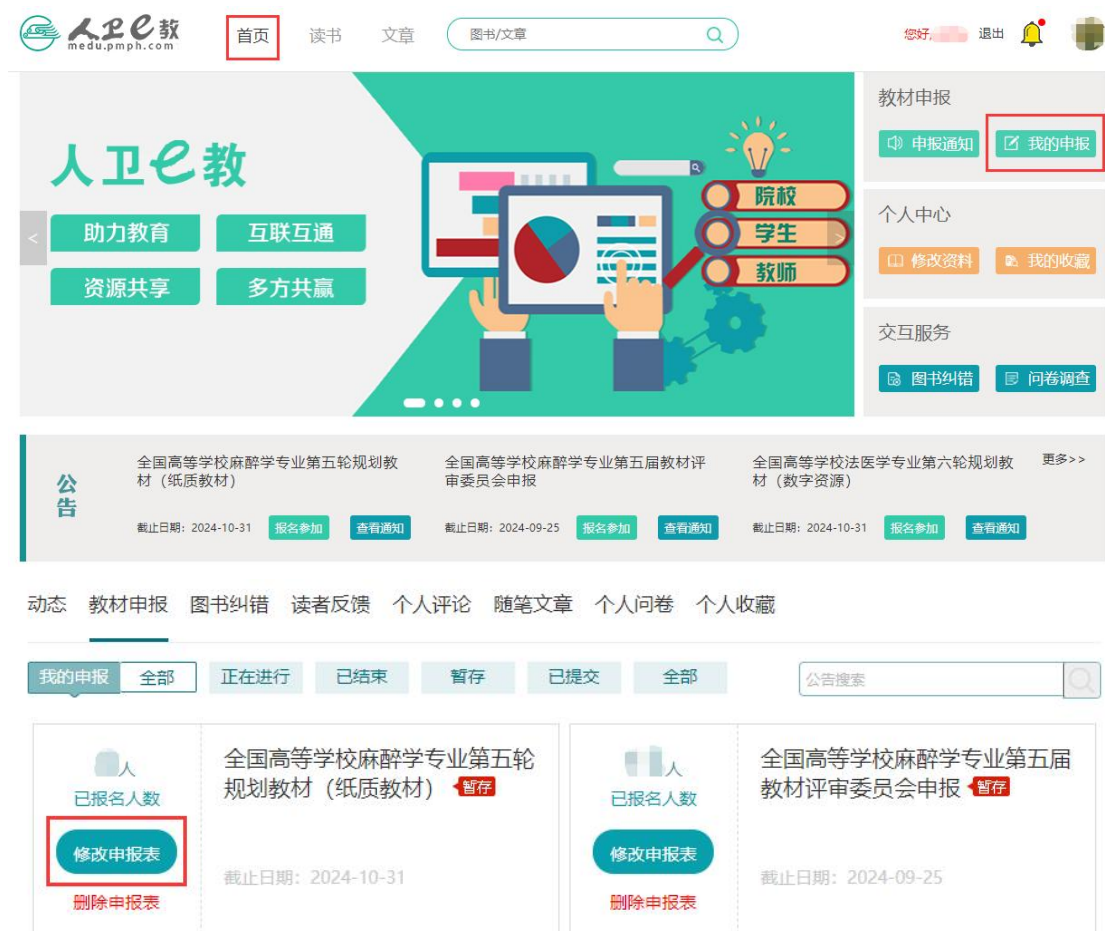 人卫e教
medu.pmph.com
首页 读书 文章 图书/文章
您好, 退出
教材申报
申报通知 我的申报
人卫e教
助力教育 互联互通
资源共享 多方共赢
院校
学生
教师
< >
个人中心
修改资料 我的收藏
交互服务
图书纠错 问卷调查
公告
全国高等学校麻醉学专业第五轮规划教
材(纸质教材)
截止日期: 2024-10-31 报名参加 查看通知
全国高等学校麻醉学专业第五届教材评
审委员会申报
截止日期: 2024-09-25 报名参加 查看通知
全国高等学校法医学专业第六轮规划教
材(数字资源)
截止日期: 2024-10-31 报名参加 查看通知
更多>>
动态 教材申报 图书纠错 读者反馈 个人评论 随笔文章 个人问卷 个人收藏
我的申报 全部 正在进行 已结束 暂存 已提交 全部 公告搜索
人
已报名人数
修改申报表
删除申报表
全国高等学校麻醉学专业第五轮
规划教材(纸质教材) 暂存
截止日期: 2024-10-31
人
已报名人数
修改申报表
删除申报表
全国高等学校麻醉学专业第五届
教材评审委员会申报 暂存
截止日期: 2024-09-25